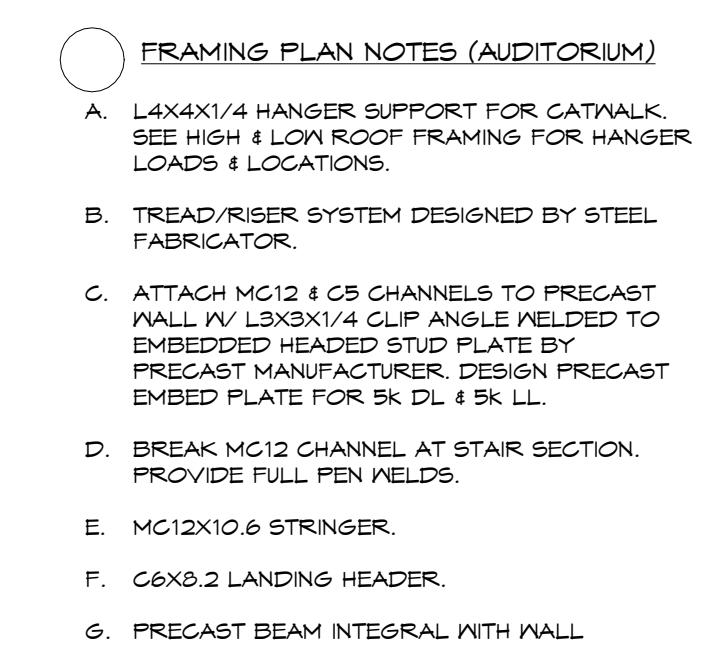 FRAMING PLAN NOTES (AUDITORIUM)
A. L4X4X1/4 HANGER SUPPORT FOR CATWALK.
SEE HIGH & LOW ROOF FRAMING FOR HANGER
LOADS & LOCATIONS.
B. TREAD/RISER SYSTEM DESIGNED BY STEEL
FABRICATOR.
C. ATTACH MC12 & C5 CHANNELS TO PRECAST
WALL W/ L3X3X1/4 CLIP ANGLE WELDED TO
EMBEDDED HEADED STUD PLATE BY
PRECAST MANUFACTURER. DESIGN PRECAST
EMBED PLATE FOR 5k DL & 5k LL.
D. BREAK MC12 CHANNEL AT STAIR SECTION.
PROVIDE FULL PEN WELDS.
E. MC12X10.6 STRINGER.
F. C6X8.2 LANDING HEADER.
G. PRECAST BEAM INTEGRAL WITH WALL